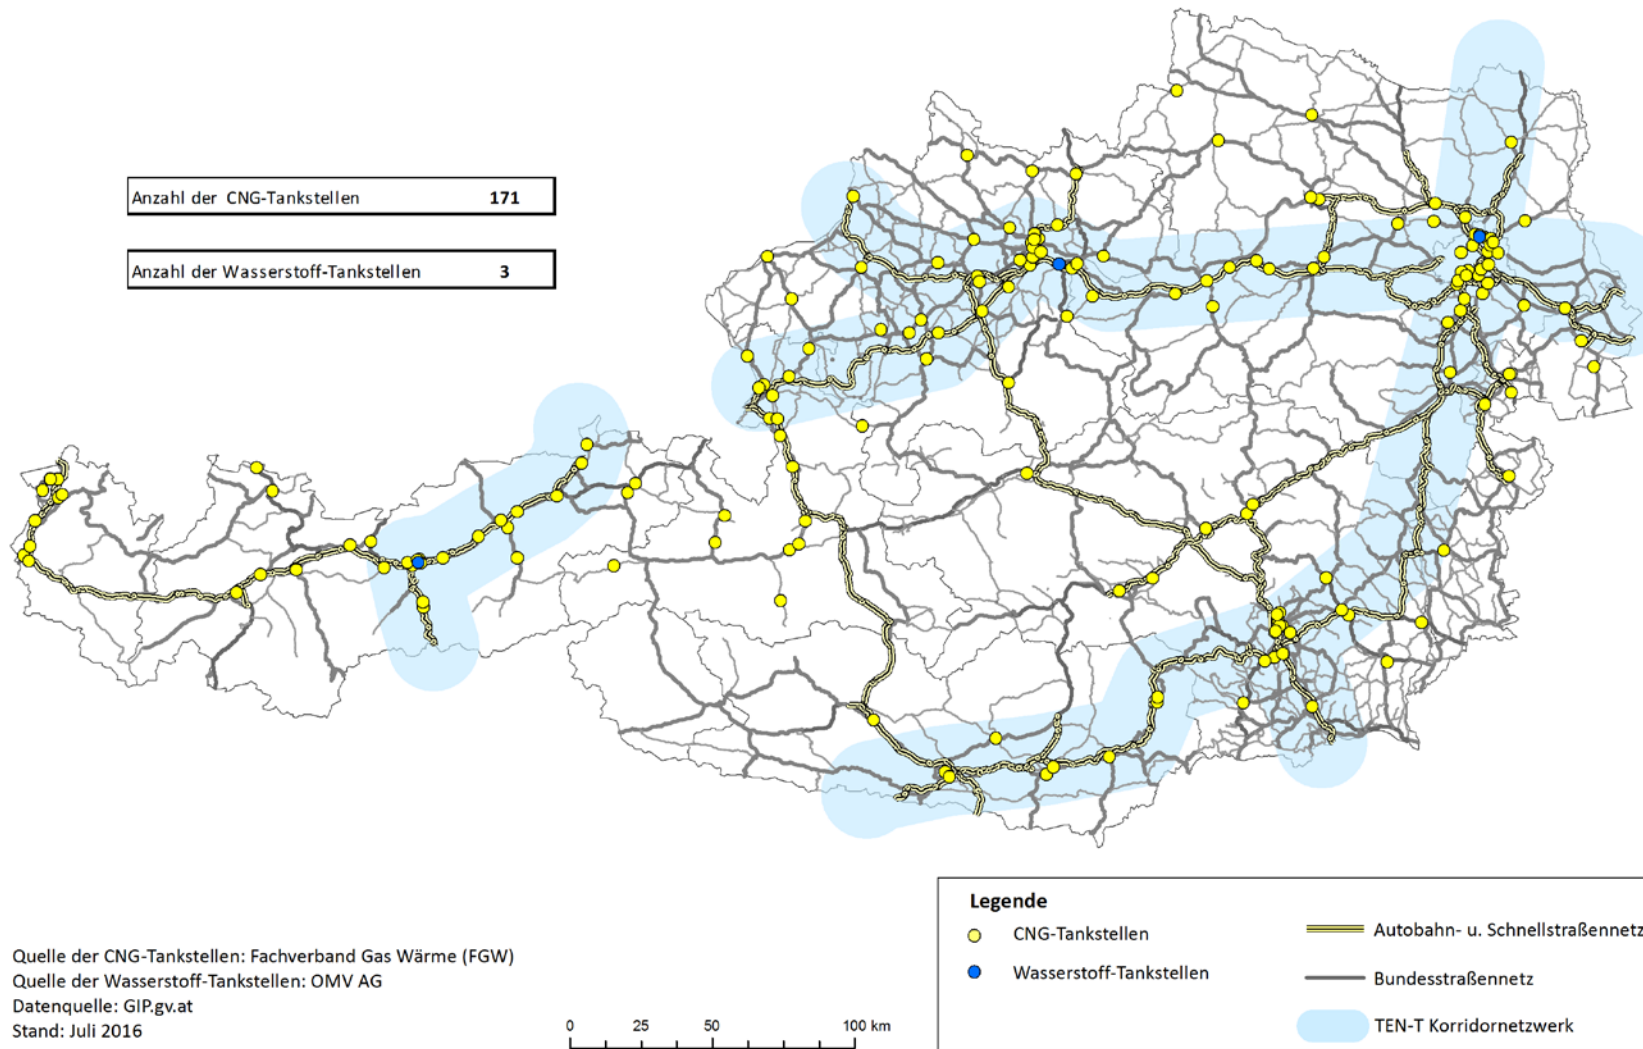 Anzahl der CNG-Tankstellen 171
Anzahl der Wasserstoff-Tankstellen 3
Quelle der CNG-Tankstellen: Fachverband Gas Wärme (FGW)
Quelle der Wasserstoff-Tankstellen: OMV AG
Datenquelle: GIP.gv.at
Stand: Juli 2016
0 25 50 100 km
Legende
CNG-Tankstellen
Wasserstoff-Tankstellen
Autobahn- u. Schnellstraßennetz
Bundesstraßennetz
TEN-T Korridornetzwerk